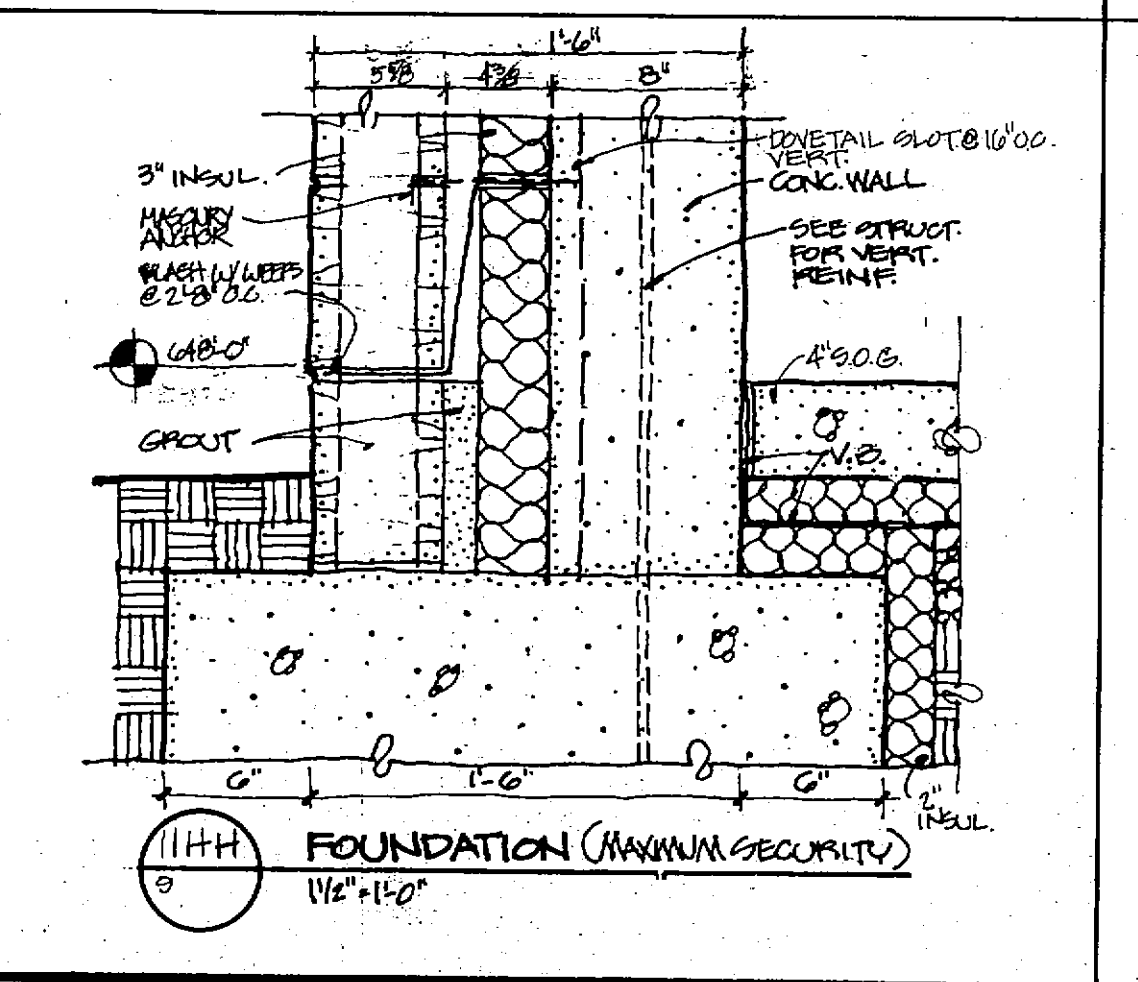 1'-6"
5 5/8 4 3/8 8"
3" INSUL.
MASONRY
ANCHOR
FLASH W/ WEEPS
@ 2'-8" O.C.
648'-0"
GROUT
DOVETAIL SLOT @ 16" O.C.
VERT.
CONC. WALL
SEE STRUCT.
FOR VERT.
REINF.
4" S.O.G.
V.B.
6" 1'-6" 6"
2"
INSUL.
11HH
9
FOUNDATION (MAXIMUM SECURITY)
1 1/2" = 1'-0"